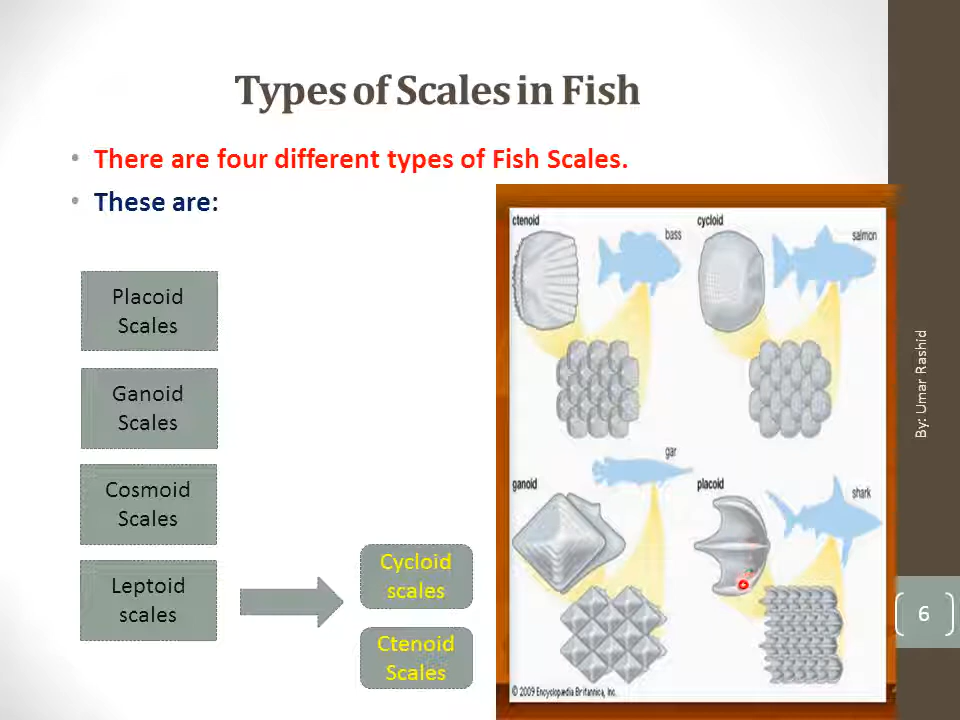 Types of Scales in Fish
• There are four different types of Fish Scales.
• These are:
Placoid
Scales
Ganoid
Scales
Cosmoid
Scales
Leptoid
scales
Cycloid
scales
Ctenoid
Scales
ctenoid
bass
cycloid
salmon
ganoid
gar
placoid
shark
© 2009 Encyclopædia Britannica, Inc.
By: Umar Rashid
6